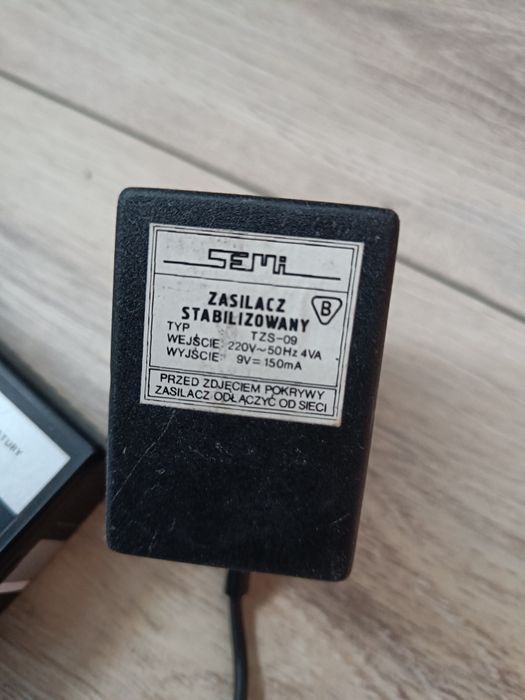 SEMi
ZASILACZ
STABILIZOWANY
B
TYP TZS-09
WEJŚCIE: 220V~50Hz 4VA
WYJŚCIE: 9V=150mA
PRZED ZDJĘCIEM POKRYWY
ZASILACZ ODŁĄCZYĆ OD SIECI
ATURY